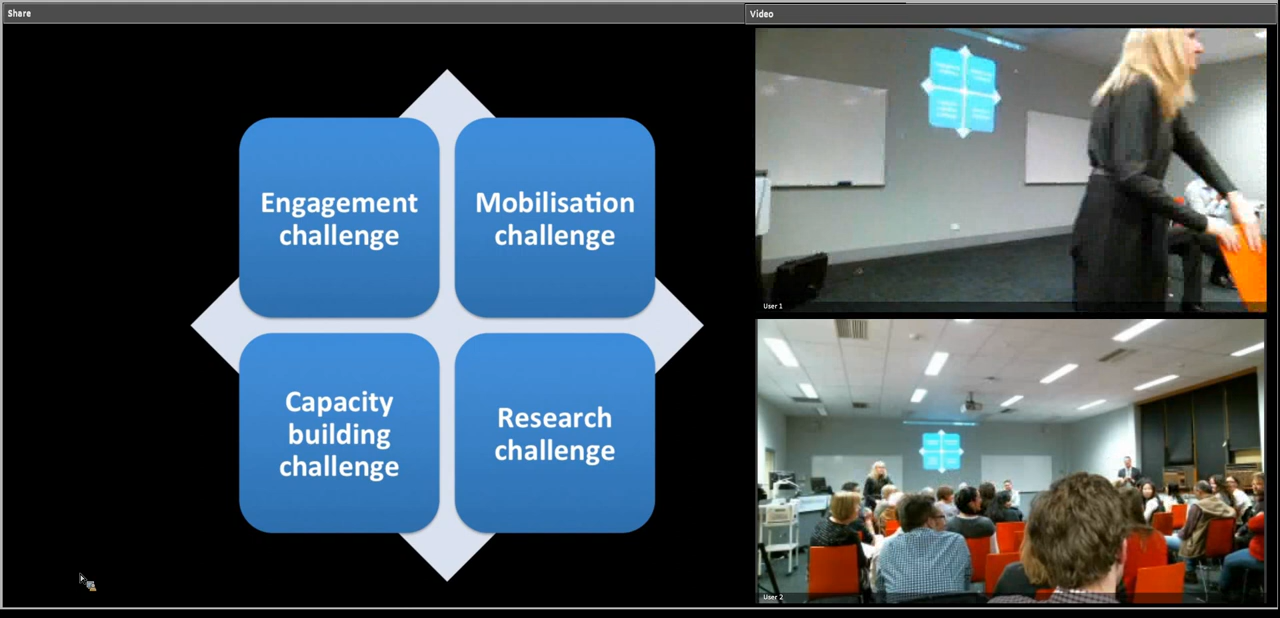 Share
Video
Engagement
challenge
Mobilisation
challenge
Capacity
building
challenge
Research
challenge
User 1
User 2